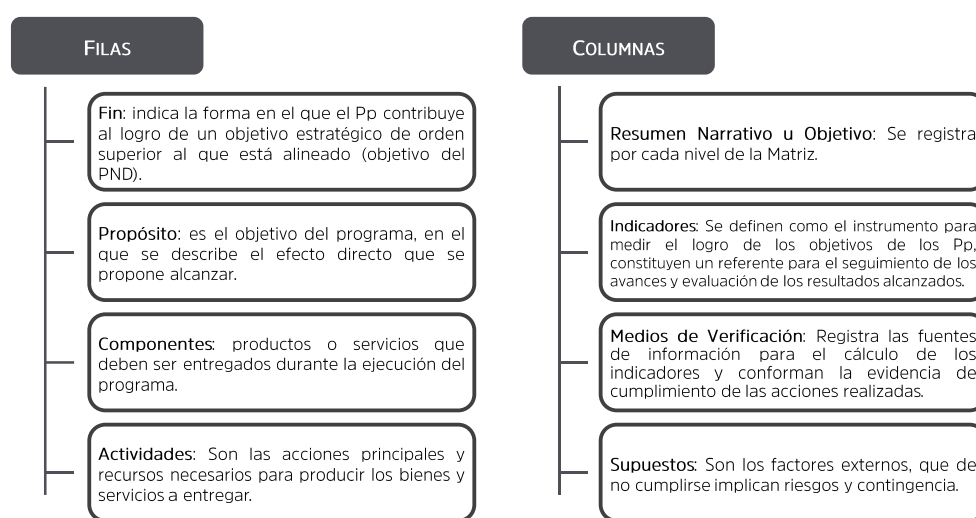 FILAS
Fin: indica la forma en el que el Pp contribuye
al logro de un objetivo estratégico de orden
superior al que está alineado (objetivo del
PND).
Propósito: es el objetivo del programa, en el
que se describe el efecto directo que se
propone alcanzar.
Componentes: productos o servicios que
deben ser entregados durante la ejecución del
programa.
Actividades: Son las acciones principales y
recursos necesarios para producir los bienes y
servicios a entregar.
COLUMNAS
Resumen Narrativo u Objetivo: Se registra
por cada nivel de la Matriz.
Indicadores: Se definen como el instrumento para
medir el logro de los objetivos de los Pp,
constituyen un referente para el seguimiento de los
avances y evaluación de los resultados alcanzados.
Medios de Verificación: Registra las fuentes
de información para el cálculo de los
indicadores y conforman la evidencia de
cumplimiento de las acciones realizadas.
Supuestos: Son los factores externos, que de
no cumplirse implican riesgos y contingencia.